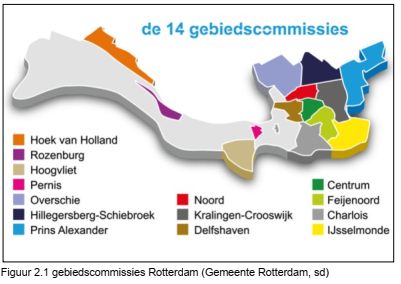 de 14 gebiedscommissies
Hoek van Holland
Rozenburg
Hoogvliet
Pernis
Overschie
Hillegersberg-Schiebroek
Prins Alexander
Noord
Kralingen-Crooswijk
Delfshaven
Centrum
Feijenoord
Charlois
IJsselmonde
Figuur 2.1 gebiedscommissies Rotterdam (Gemeente Rotterdam, sd)